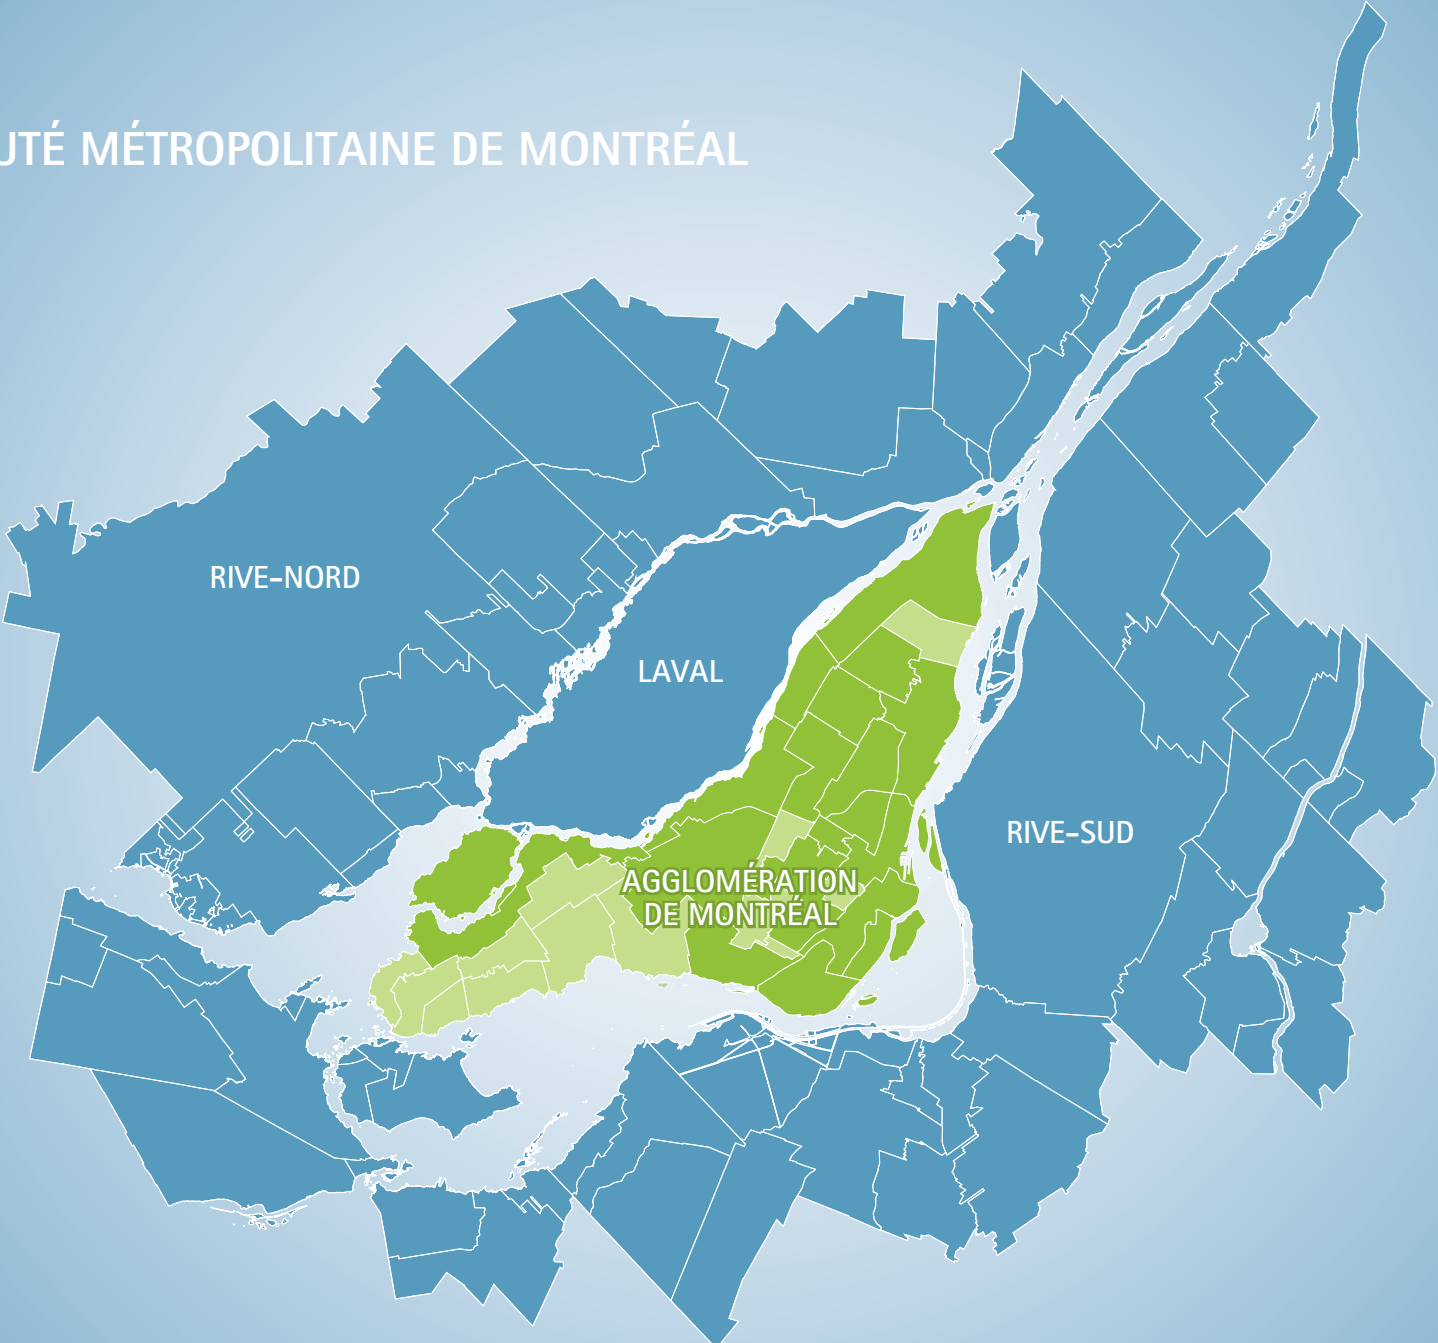 UTÉ MÉTROPOLITAINE DE MONTRÉAL
RIVE-NORD
LAVAL
RIVE-SUD
AGGLOMÉRATION
DE MONTRÉAL